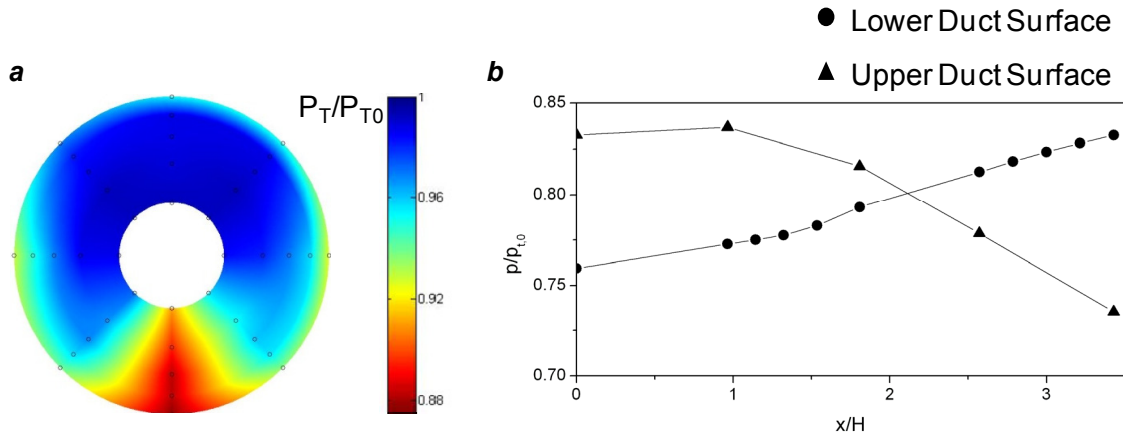 ● Lower Duct Surface
▲ Upper Duct Surface
a
P_T/P_T0
1
0.96
0.92
0.88
b
0.85
0.80
0.75
0.70
p/p_t,0
0 1 2 3
x/H